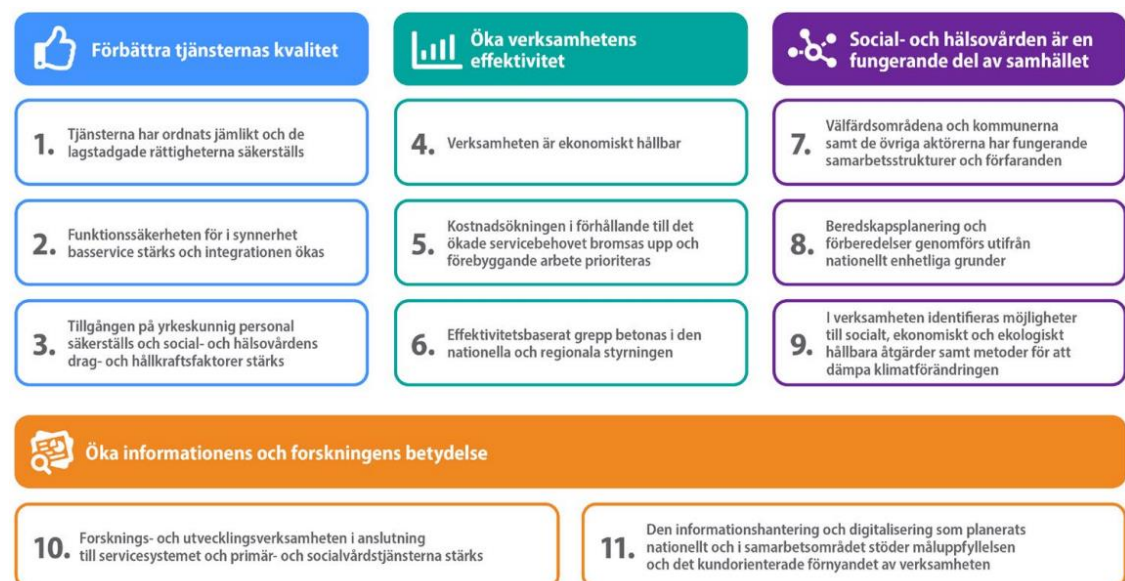 Förbättra tjänsternas kvalitet
1. Tjänsterna har ordnats jämlikt och de
lagstadgade rättigheterna säkerställs
2. Funktionssäkerheten för i synnerhet
basservice stärks och integrationen ökas
3. Tillgången på yrkeskunnig personal
säkerställs och social- och hälsovårdens
drag- och hållkraftsfaktorer stärks
Öka verksamhetens
effektivitet
4. Verksamheten är ekonomiskt hållbar
5. Kostnadsökningen i förhållande till det
ökade servicebehovet bromsas upp och
förebyggande arbete prioriteras
6. Effektivitetsbaserat grepp betonas i den
nationella och regionala styrningen
Social- och hälsovården är en
fungerande del av samhället
7. Välfärdsområdena och kommunerna
samt de övriga aktörerna har fungerande
samarbetsstrukturer och förfaranden
8. Beredskapsplanering och
förberedelser genomförs utifrån
nationellt enhetliga grunder
9. I verksamheten identifieras möjligheter
till socialt, ekonomiskt och ekologiskt
hållbara åtgärder samt metoder för att
dämpa klimatförändringen
Öka informationens och forskningens betydelse
10. Forsknings- och utvecklingsverksamheten i anslutning
till servicesystemet och primär- och socialvårdstjänsterna stärks
11. Den informationshantering och digitalisering som planerats
nationellt och i samarbetsområdet stöder måluppfyllelsen
och det kundorienterade förnyandet av verksamheten